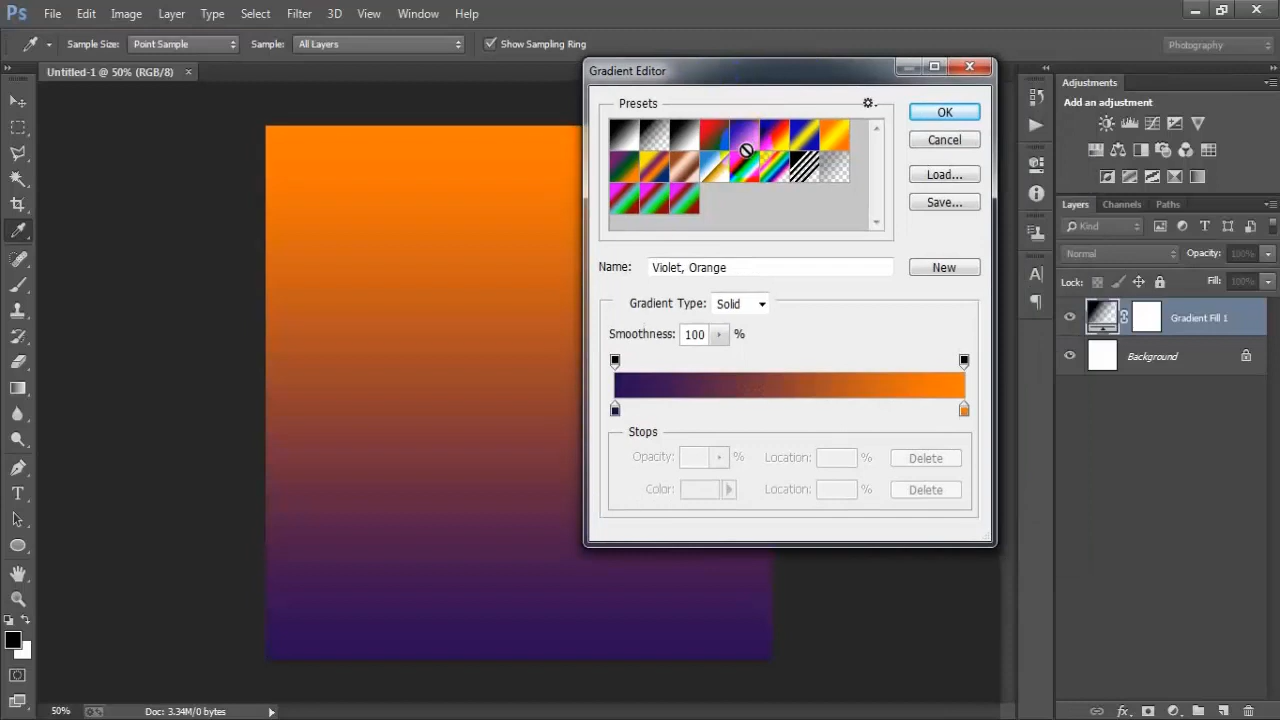 Ps File Edit Image Layer Type Select Filter 3D View Window Help
Sample Size: Point Sample Sample: All Layers Show Sampling Ring Photography
Untitled-1 @ 50% (RGB/8) ×
Gradient Editor
Presets
OK
Cancel
Load...
Save...
Name: Violet, Orange New
Gradient Type: Solid
Smoothness: 100 %
Stops
Opacity: % Location: % Delete
Color: Location: % Delete
Adjustments
Add an adjustment
Layers Channels Paths
Kind
Normal Opacity: 100%
Lock: Fill: 100%
Gradient Fill 1
Background
50% Doc: 3.34M/0 bytes